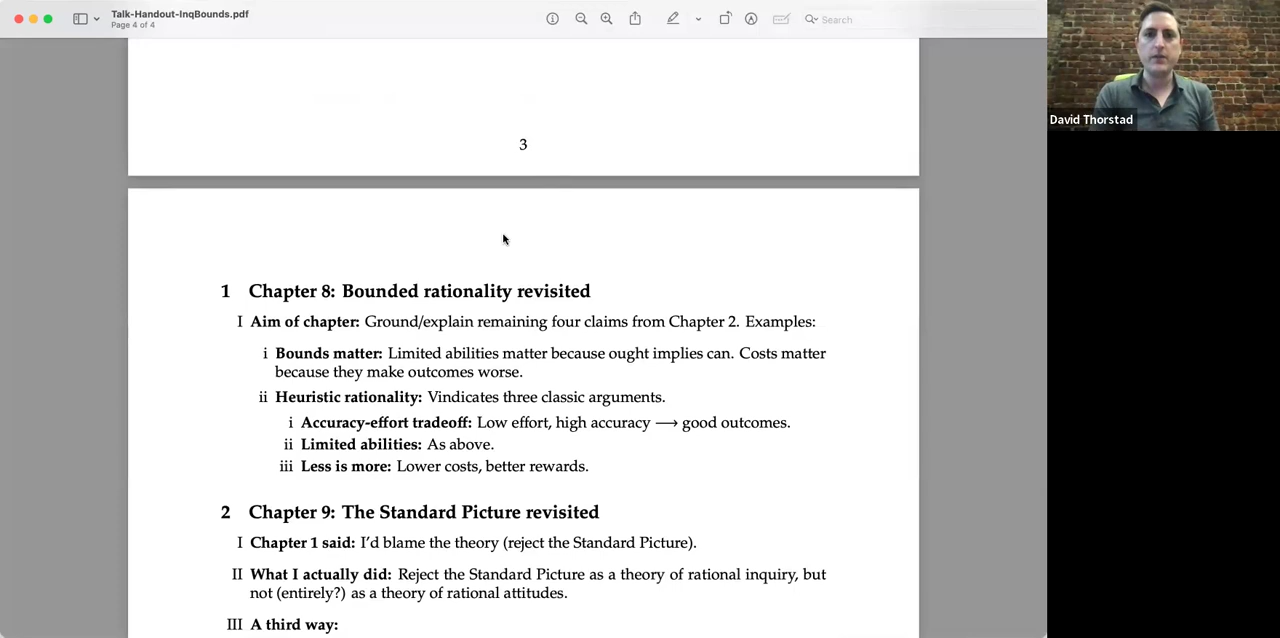 Talk-Handout-InqBounds.pdf
Page 4 of 4
Search
David Thorstad
3
1 Chapter 8: Bounded rationality revisited
I Aim of chapter: Ground/explain remaining four claims from Chapter 2. Examples:
i Bounds matter: Limited abilities matter because ought implies can. Costs matter
because they make outcomes worse.
ii Heuristic rationality: Vindicates three classic arguments.
i Accuracy-effort tradeoff: Low effort, high accuracy ⟶ good outcomes.
ii Limited abilities: As above.
iii Less is more: Lower costs, better rewards.
2 Chapter 9: The Standard Picture revisited
I Chapter 1 said: I'd blame the theory (reject the Standard Picture).
II What I actually did: Reject the Standard Picture as a theory of rational inquiry, but
not (entirely?) as a theory of rational attitudes.
III A third way: